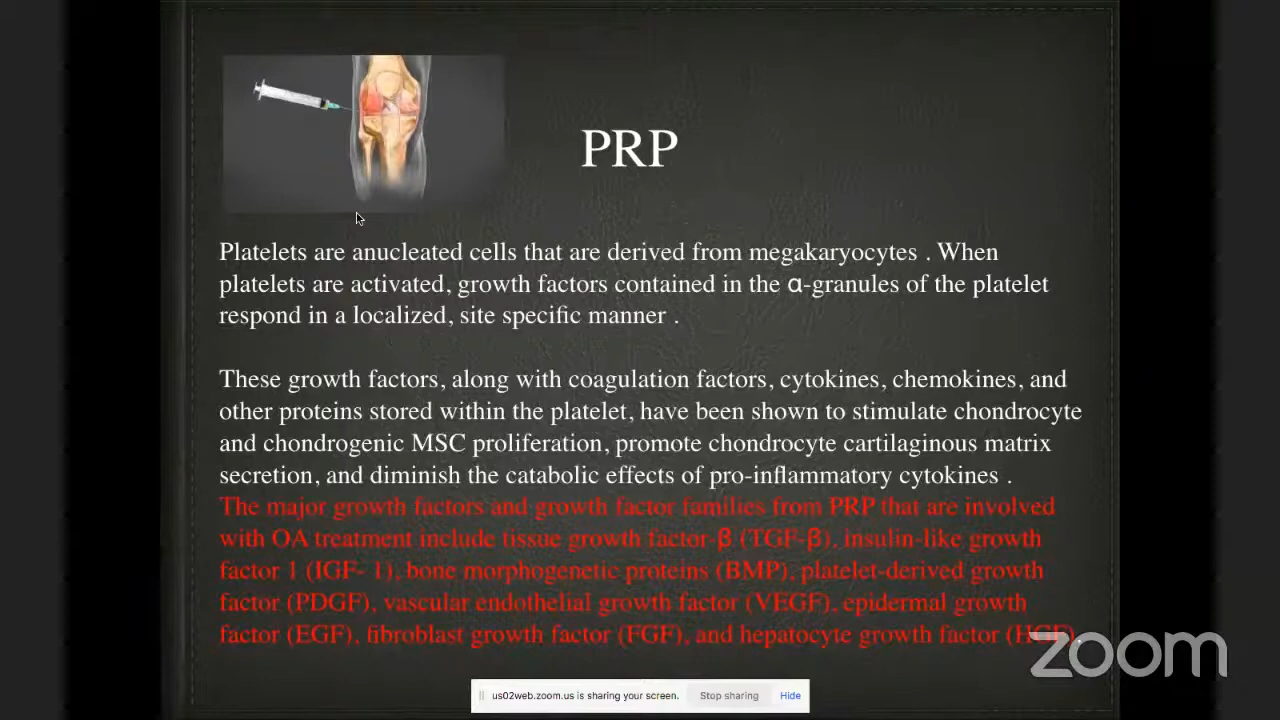 PRP
Platelets are anucleated cells that are derived from megakaryocytes . When
platelets are activated, growth factors contained in the α-granules of the platelet
respond in a localized, site specific manner .
These growth factors, along with coagulation factors, cytokines, chemokines, and
other proteins stored within the platelet, have been shown to stimulate chondrocyte
and chondrogenic MSC proliferation, promote chondrocyte cartilaginous matrix
secretion, and diminish the catabolic effects of pro-inflammatory cytokines .
The major growth factors and growth factor families from PRP that are involved
with OA treatment include tissue growth factor-β (TGF-β), insulin-like growth
factor 1 (IGF- 1), bone morphogenetic proteins (BMP), platelet-derived growth
factor (PDGF), vascular endothelial growth factor (VEGF), epidermal growth
factor (EGF), fibroblast growth factor (FGF), and hepatocyte growth factor (HGF).
zoom
us02web.zoom.us is sharing your screen. Stop sharing Hide